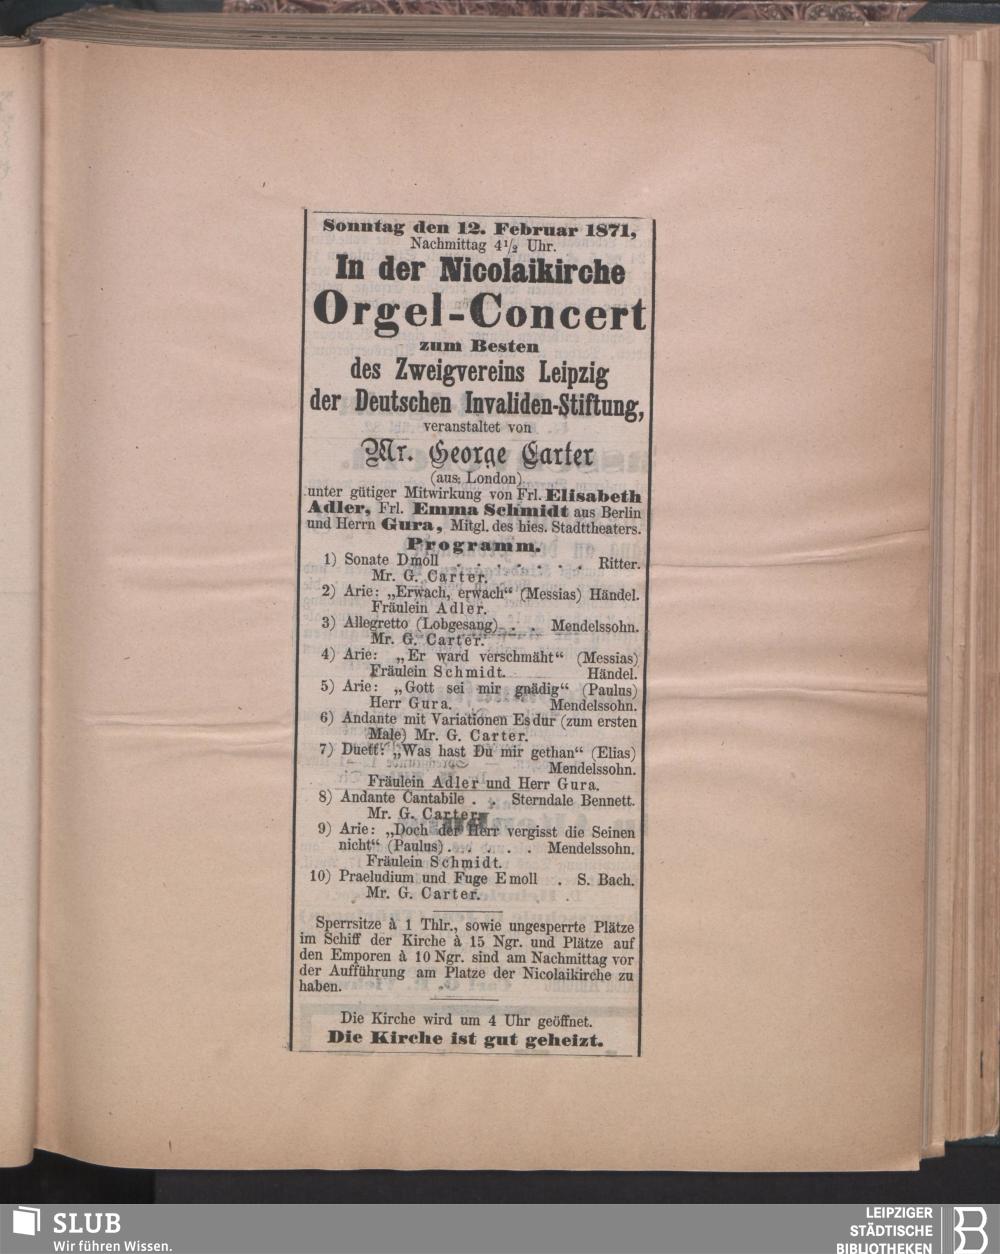 Sonntag den 12. Februar 1871,
Nachmittag 4½ Uhr.
In der Nicolaikirche
Orgel-Concert
zum Besten
des Zweigvereins Leipzig
der Deutschen Invaliden-Stiftung,
veranstaltet von
Mr. George Carter
(aus London)
unter gütiger Mitwirkung von Frl. Elisabeth
Adler, Frl. Emma Schmidt aus Berlin
und Herrn Gura, Mitgl. des hies. Stadttheaters.
Programm.
1) Sonate Dmoll . . . . . . . Ritter.
Mr. G. Carter.
2) Arie: „Erwach, erwach“ (Messias) Händel.
Fräulein Adler.
3) Allegretto (Lobgesang) . . Mendelssohn.
Mr. G. Carter.
4) Arie: „Er ward verschmäht“ (Messias)
Fräulein Schmidt. Händel.
5) Arie: „Gott sei mir gnädig“ (Paulus)
Herr Gura. Mendelssohn.
6) Andante mit Variationen Es dur (zum ersten
Male) Mr. G. Carter.
7) Duett: „Was hast Du mir gethan“ (Elias)
Mendelssohn.
Fräulein Adler und Herr Gura.
8) Andante Cantabile . . Sterndale Bennett.
Mr. G. Carter.
9) Arie: „Doch der Herr vergisst die Seinen
nicht“ (Paulus) . . . . . Mendelssohn.
Fräulein Schmidt.
10) Praeludium und Fuge E moll . S. Bach.
Mr. G. Carter.
Sperrsitze à 1 Thlr., sowie ungesperrte Plätze
im Schiff der Kirche à 15 Ngr. und Plätze auf
den Emporen à 10 Ngr. sind am Nachmittag vor
der Aufführung am Platze der Nicolaikirche zu
haben.
Die Kirche wird um 4 Uhr geöffnet.
Die Kirche ist gut geheizt.
SLUB
Wir führen Wissen.
LEIPZIGER
STÄDTISCHE
BIBLIOTHEKEN